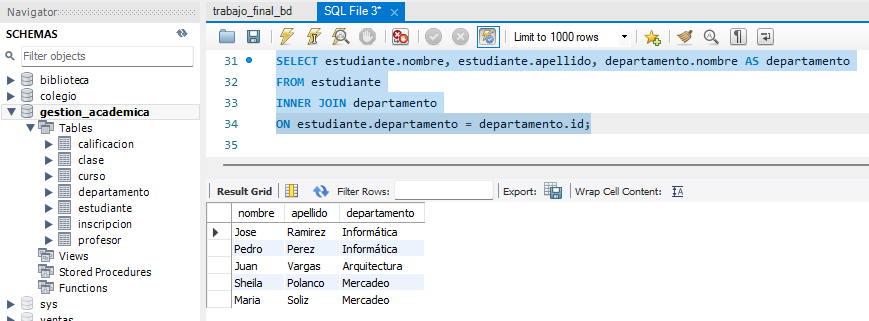 Navigator
trabajo_final_bd
SQL File 3*
SCHEMAS
Filter objects
biblioteca
colegio
gestion_academica
Tables
calificacion
clase
curso
departamento
estudiante
inscripcion
profesor
Views
Stored Procedures
Functions
sys
ventas
Limit to 1000 rows
31 SELECT estudiante.nombre, estudiante.apellido, departamento.nombre AS departamento
32 FROM estudiante
33 INNER JOIN departamento
34 ON estudiante.departamento = departamento.id;
35
Result Grid Filter Rows: Export: Wrap Cell Content:
nombre apellido departamento
Jose Ramirez Informática
Pedro Perez Informática
Juan Vargas Arquitectura
Sheila Polanco Mercadeo
Maria Soliz Mercadeo